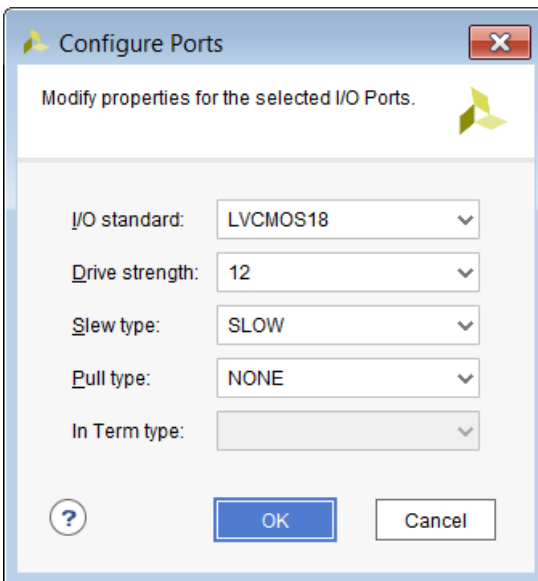 Configure Ports
Modify properties for the selected I/O Ports.
I/O standard: LVCMOS18
Drive strength: 12
Slew type: SLOW
Pull type: NONE
In Term type:
? OK Cancel